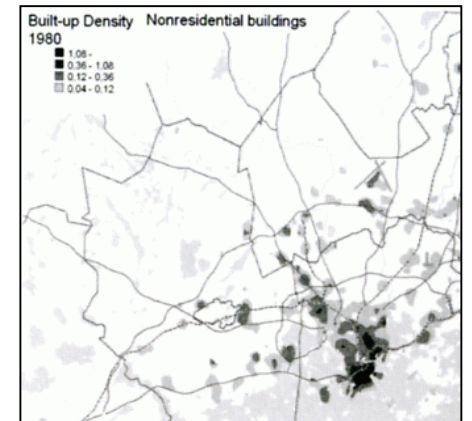 Built-up Density Nonresidential buildings
1980
1,08 -
0,36 - 1,08
0,12 - 0,36
0,04 - 0,12